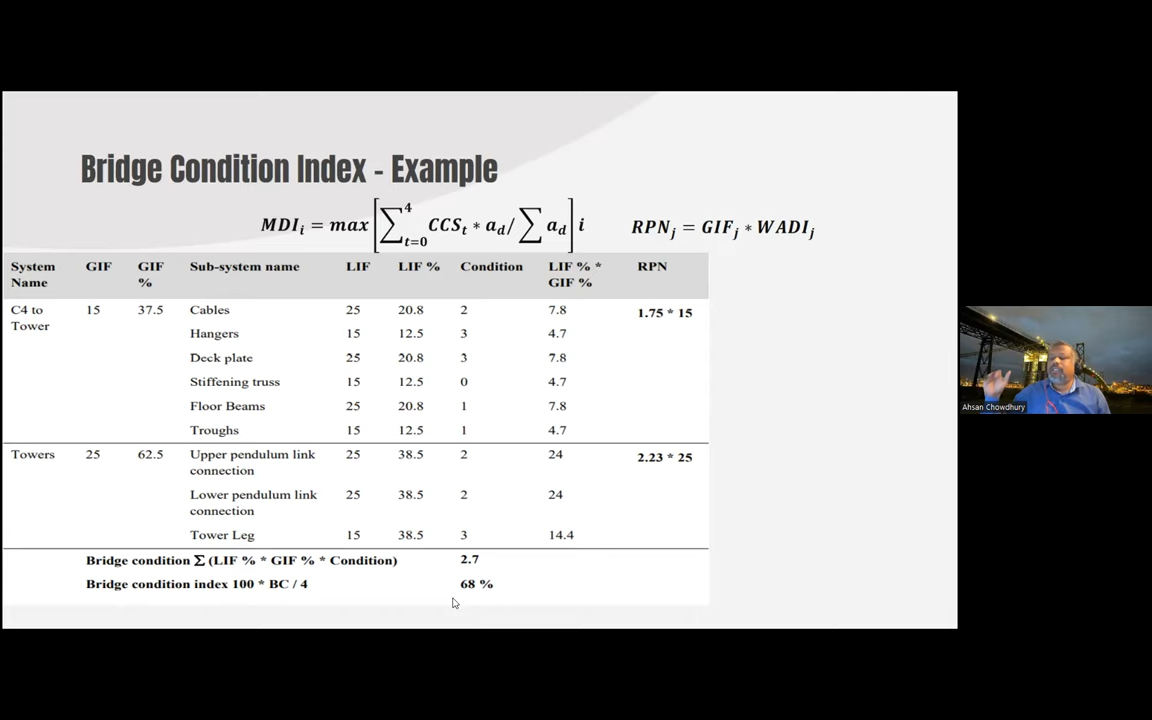 Bridge Condition Index - Example
MDI_i = max[∑_{t=0}^{4} CCS_t * a_d / ∑ a_d] i
RPN_j = GIF_j * WADI_j
System Name GIF GIF % Sub-system name LIF LIF % Condition LIF % * GIF % RPN
C4 to Tower 15 37.5 Cables 25 20.8 2 7.8 1.75 * 15
Hangers 15 12.5 3 4.7
Deck plate 25 20.8 3 7.8
Stiffening truss 15 12.5 0 4.7
Floor Beams 25 20.8 1 7.8
Troughs 15 12.5 1 4.7
Towers 25 62.5 Upper pendulum link connection 25 38.5 2 24 2.23 * 25
Lower pendulum link connection 25 38.5 2 24
Tower Leg 15 38.5 3 14.4
Bridge condition ∑ (LIF % * GIF % * Condition) 2.7
Bridge condition index 100 * BC / 4 68 %
Ahsan Chowdhury